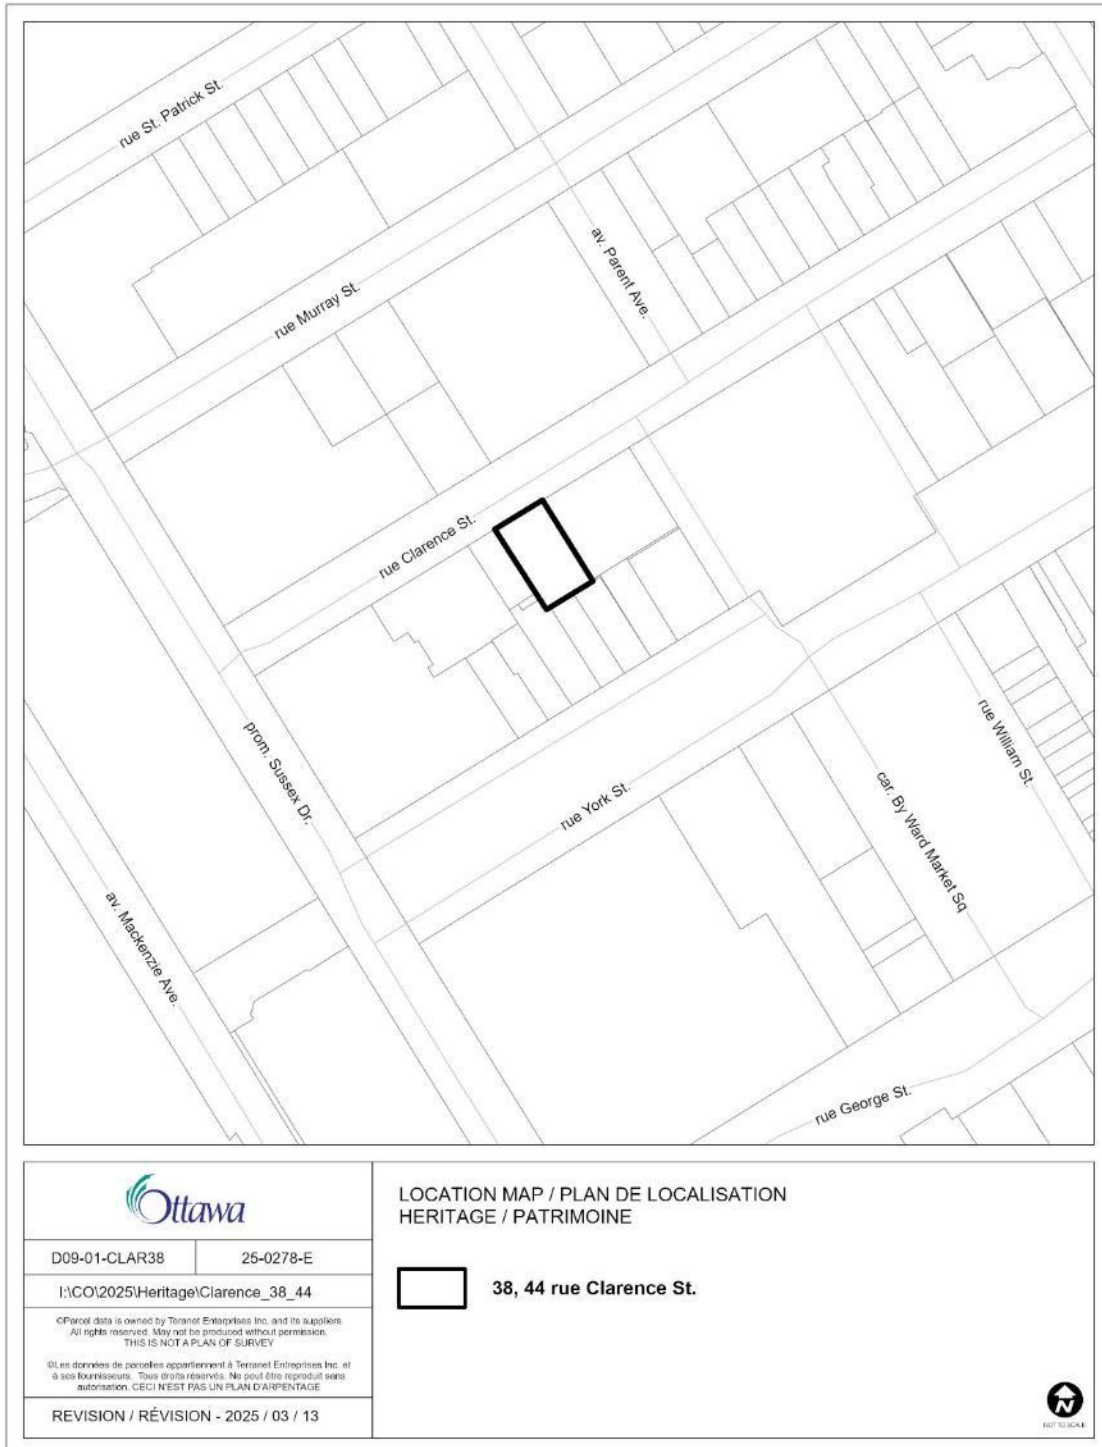 rue St. Patrick St.
rue Murray St.
av. Parent Ave.
rue Clarence St.
prom. Sussex Dr.
rue York St.
rue William St.
car. By Ward Market Sq
av. Mackenzie Ave.
rue George St.
Ottawa
D09-01-CLAR38
25-0278-E
I:\CO\2025\Heritage\Clarence_38_44
©Parcel data is owned by Teranet Enterprises Inc. and its suppliers
All rights reserved. May not be produced without permission.
THIS IS NOT A PLAN OF SURVEY
©Les données de parcelles appartiennent à Terranet Entreprises Inc. et
à ses fournisseurs. Tous droits réservés. Ne peut être reproduit sans
autorisation. CECI N'EST PAS UN PLAN D'ARPENTAGE
REVISION / RÉVISION - 2025 / 03 / 13
LOCATION MAP / PLAN DE LOCALISATION
HERITAGE / PATRIMOINE
38, 44 rue Clarence St.
N
NOT TO SCALE